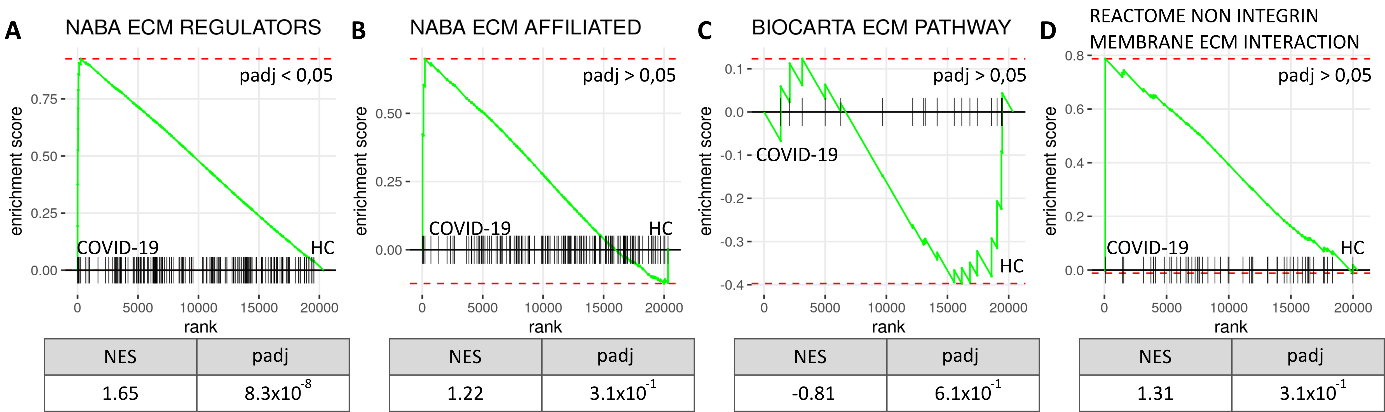 A
NABA ECM REGULATORS
padj < 0,05
enrichment score
0.75
0.50
0.25
0.00
COVID-19
HC
0
5000
10000
15000
20000
rank
NES
padj
1.65
8.3x10⁻⁸
B
NABA ECM AFFILIATED
padj > 0,05
enrichment score
0.50
0.25
0.00
COVID-19
HC
0
5000
10000
15000
20000
rank
NES
padj
1.22
3.1x10⁻¹
C
BIOCARTA ECM PATHWAY
padj > 0,05
enrichment score
0.1
0.0
-0.1
-0.2
-0.3
-0.4
COVID-19
HC
0
5000
10000
15000
20000
rank
NES
padj
-0.81
6.1x10⁻¹
D
REACTOME NON INTEGRIN
MEMBRANE ECM INTERACTION
padj > 0,05
enrichment score
0.8
0.6
0.4
0.2
0.0
COVID-19
HC
0
5000
10000
15000
20000
rank
NES
padj
1.31
3.1x10⁻¹